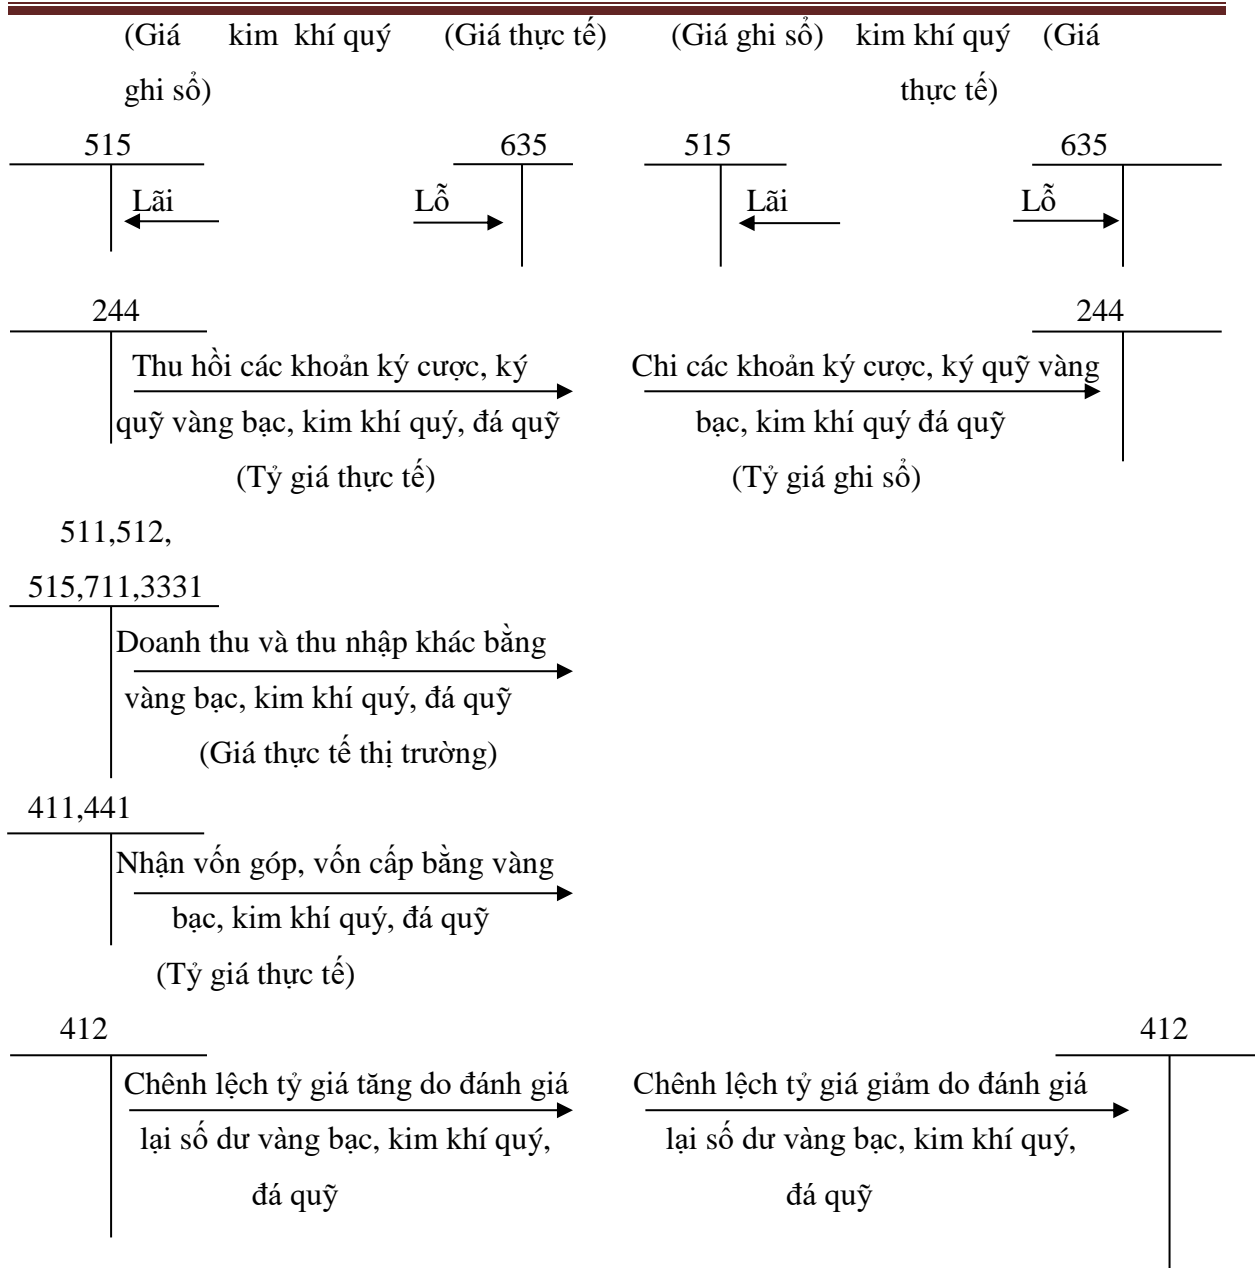 (Giá kim khí quý (Giá thực tế) (Giá ghi sổ) kim khí quý (Giá
ghi sổ) thực tế)
515 635 515 635
Lãi Lỗ Lãi Lỗ
244 244
Thu hồi các khoản ký cược, ký Chi các khoản ký cược, ký quỹ vàng
quỹ vàng bạc, kim khí quý, đá quỹ bạc, kim khí quý đá quỹ
(Tỷ giá thực tế) (Tỷ giá ghi sổ)
511,512,
515,711,3331
Doanh thu và thu nhập khác bằng
vàng bạc, kim khí quý, đá quỹ
(Giá thực tế thị trường)
411,441
Nhận vốn góp, vốn cấp bằng vàng
bạc, kim khí quý, đá quỹ
(Tỷ giá thực tế)
412 412
Chênh lệch tỷ giá tăng do đánh giá Chênh lệch tỷ giá giảm do đánh giá
lại số dư vàng bạc, kim khí quý, lại số dư vàng bạc, kim khí quý,
đá quỹ đá quỹ